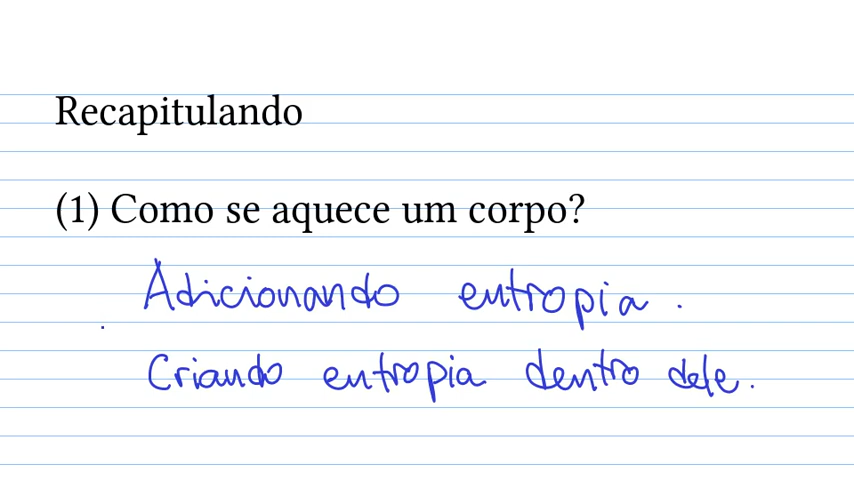 Recapitulando
(1) Como se aquece um corpo?
Adicionando entropia.
Criando entropia dentro dele.